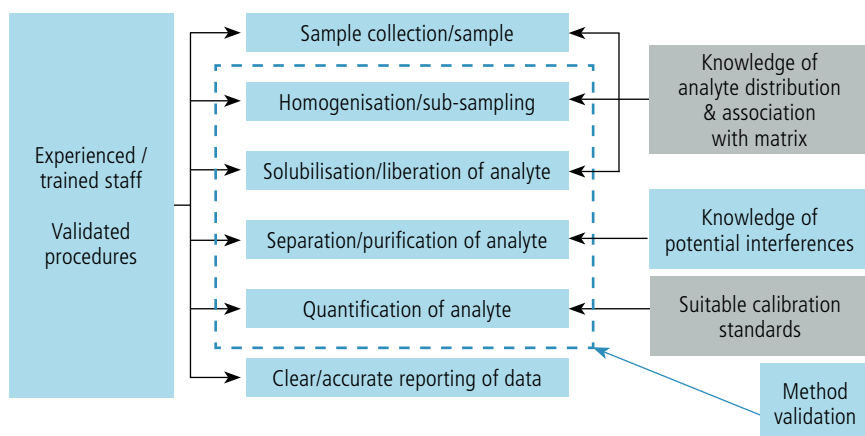 Experienced /
trained staff
Validated
procedures
Sample collection/sample
Homogenisation/sub-sampling
Solubilisation/liberation of analyte
Separation/purification of analyte
Quantification of analyte
Clear/accurate reporting of data
Knowledge of
analyte distribution
& association
with matrix
Knowledge of
potential interferences
Suitable calibration
standards
Method
validation